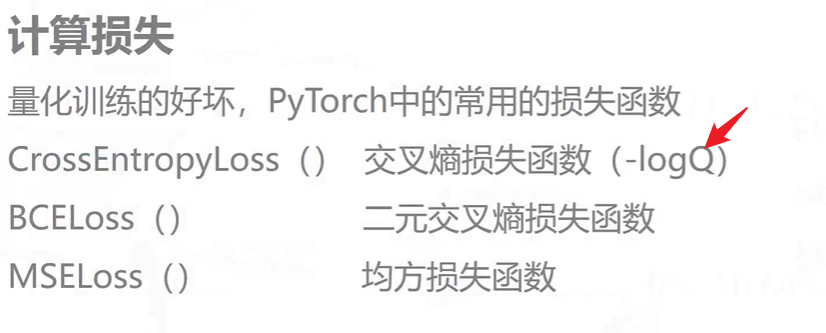 计算损失
量化训练的好坏，PyTorch中的常用的损失函数
CrossEntropyLoss（） 交叉熵损失函数（-logQ）
BCELoss（） 二元交叉熵损失函数
MSELoss（） 均方损失函数